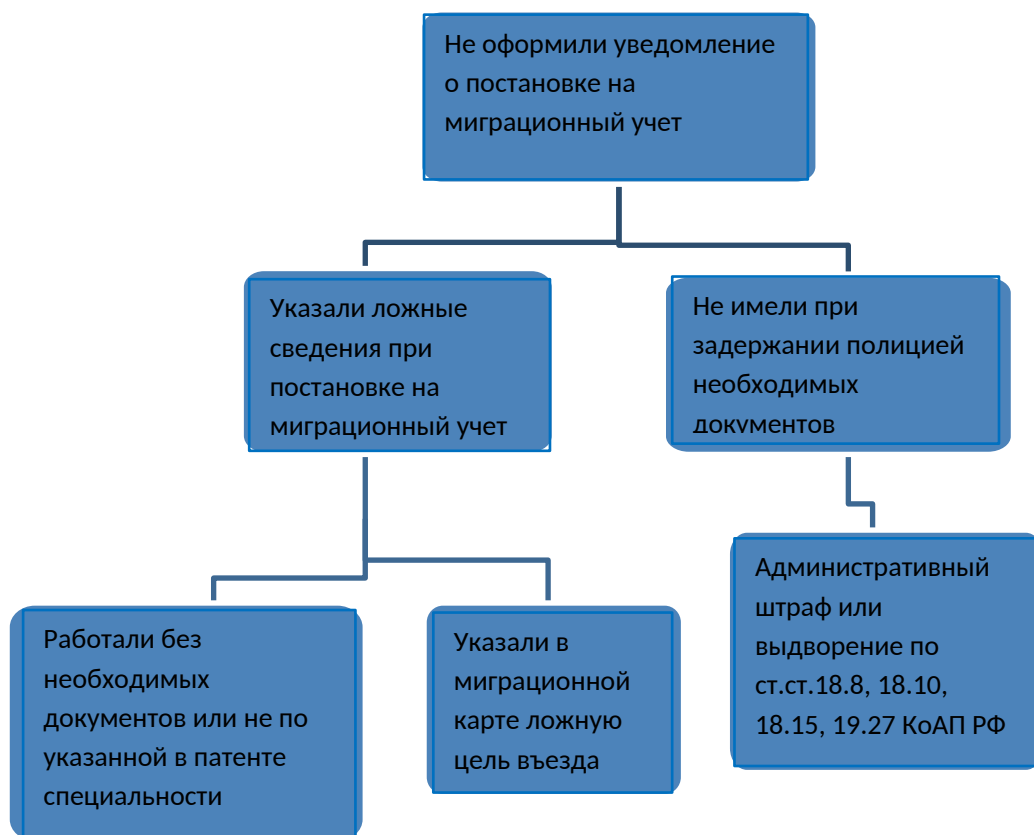 Не оформили уведомление
о постановке на
миграционный учет
Указали ложные
сведения при
постановке на
миграционный учет
Не имели при
задержании полицией
необходимых
документов
Работали без
необходимых
документов или не по
указанной в патенте
специальности
Указали в
миграционной
карте ложную
цель въезда
Административный
штраф или
выдворение по
ст.ст.18.8, 18.10,
18.15, 19.27 КоАП РФ